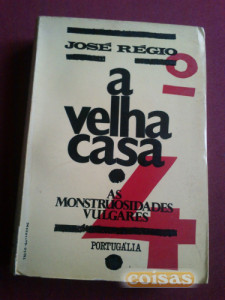 JOSÉ RÉGIO
a
velha
casa
AS
MONSTRUOSIDADES
VULGARES
4
PORTUGÁLIA
coisas